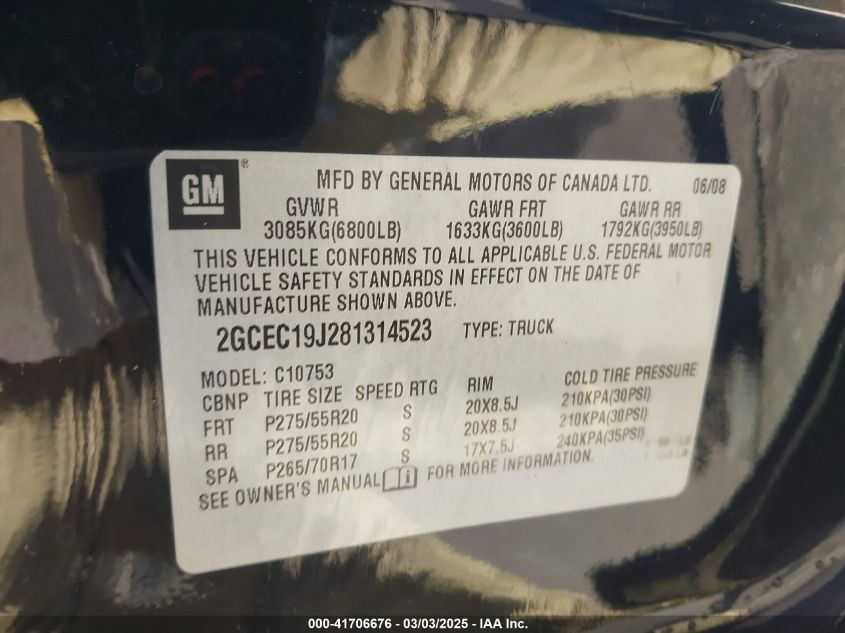 GM ®
MFD BY GENERAL MOTORS OF CANADA LTD. 06/08
GVWR GAWR FRT GAWR RR
3085KG(6800LB) 1633KG(3600LB) 1792KG(3950LB)
THIS VEHICLE CONFORMS TO ALL APPLICABLE U.S. FEDERAL MOTOR
VEHICLE SAFETY STANDARDS IN EFFECT ON THE DATE OF
MANUFACTURE SHOWN ABOVE.
2GCEC19J281314523 TYPE: TRUCK
MODEL: C10753
CBNP TIRE SIZE SPEED RTG RIM COLD TIRE PRESSURE
FRT P275/55R20 S 20X8.5J 210KPA(30PSI)
RR P275/55R20 S 20X8.5J 210KPA(30PSI)
SPA P265/70R17 S 17X7.5J 240KPA(35PSI)
SEE OWNER'S MANUAL FOR MORE INFORMATION.
000-41706676 - 03/03/2025 - IAA Inc.